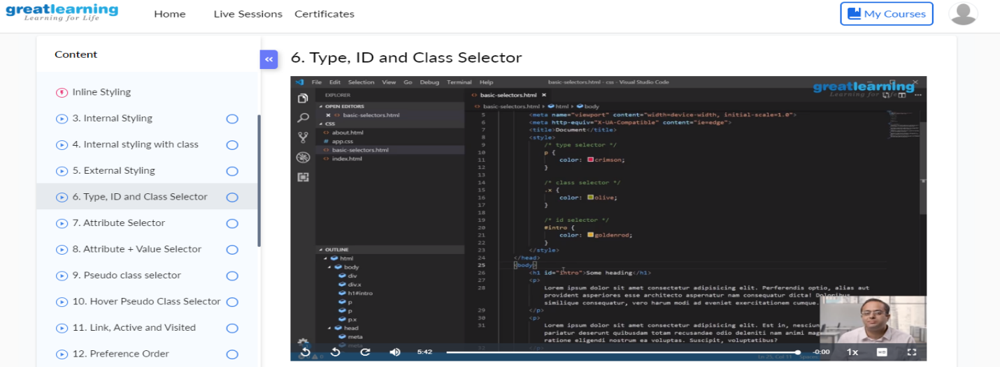 greatlearning
Learning for Life
Home
Live Sessions
Certificates
My Courses
Content
Inline Styling
3. Internal Styling
4. Internal styling with class
5. External Styling
6. Type, ID and Class Selector
7. Attribute Selector
8. Attribute + Value Selector
9. Pseudo class selector
10. Hover Pseudo Class Selector
11. Link, Active and Visited
12. Preference Order
6. Type, ID and Class Selector
File Edit Selection View Go Debug Terminal Help
basic-selectors.html - css - Visual Studio Code
greatlearning
Learning for Life
EXPLORER
OPEN EDITORS
basic-selectors.html
CSS
about.html
# app.css
basic-selectors.html
index.html
OUTLINE
html
body
div
div.x
h1#intro
p
p
p.x
head
meta
meta
basic-selectors.html
basic-selectors.html html body
5 <meta name="viewport" content="width=device-width, initial-scale=1.0">
6 <meta http-equiv="X-UA-Compatible" content="ie=edge">
7 <title>Document</title>
8 <style>
9 /* type selector */
10 p {
11 color: crimson;
12 }
13
14 /* class selector */
15 .x {
16 color: olive;
17 }
18
19 /* id selector */
20 #intro {
21 color: goldenrod;
22 }
23 </style>
24 </head>
25 <body>
26 <h1 id="intro">Some heading</h1>
27 <p>
28 Lorem ipsum dolor sit amet consectetur adipisicing elit. Perferendis optio, alias aut
provident asperiores esse architecto aspernatur nam consequatur dicta! Doloribus
similique consequatur, vero harum modi ad eveniet exercitationem cumque.
29 </p>
30 <p>
31 Lorem ipsum dolor sit amet consectetur adipisicing elit. Est in,
pariatur deserunt quibusdam totam recusandae odio deleniti nam animi
ratione eligendi nostrum ea voluptas. Suscipit, voluptatibus?
32 </p>
Ln 25, Col 11
5:42
-0:00
1x
HD